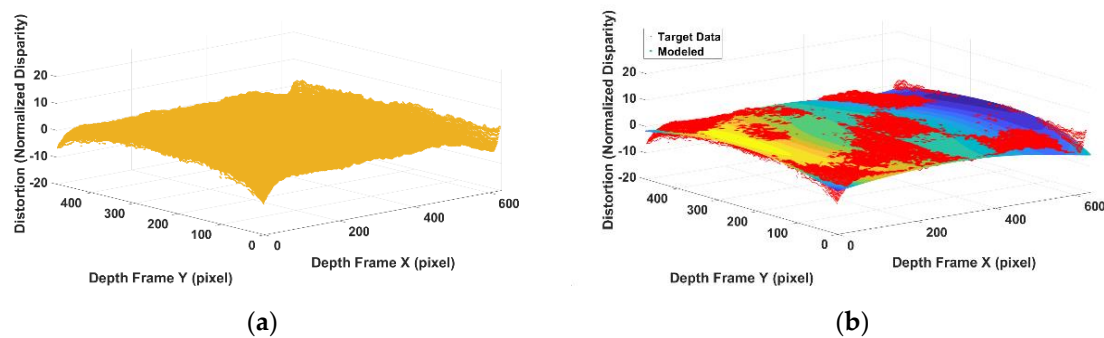 Distortion (Normalized Disparity)
20
10
0
-10
-20
400
300
200
100
0
0
200
400
600
Depth Frame Y (pixel)
Depth Frame X (pixel)
(a)
Target Data
Modeled
Distortion (Normalized Disparity)
20
10
0
-10
-20
400
300
200
100
0
0
200
400
600
Depth Frame Y (pixel)
Depth Frame X (pixel)
(b)